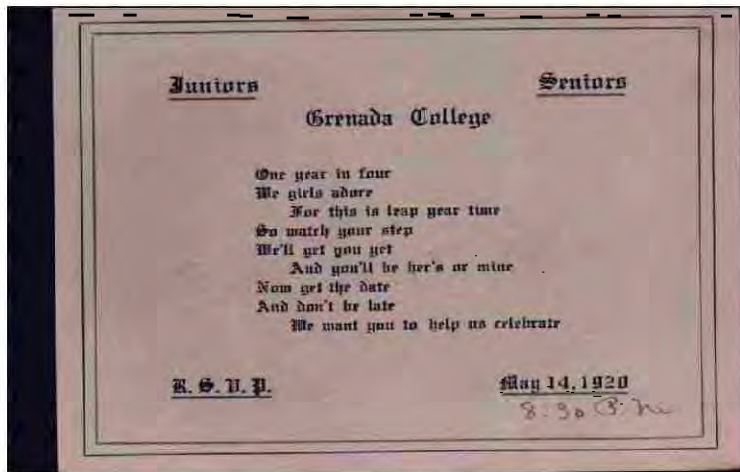 Juniors Seniors
Grenada College
One year in four
We girls adore
For this is leap year time
So watch your step
We'll get you yet
And you'll be her's or mine
Now get the date
And don't be late
We want you to help us celebrate
R. S. V. P. May 14, 1920
8:30 P.M.